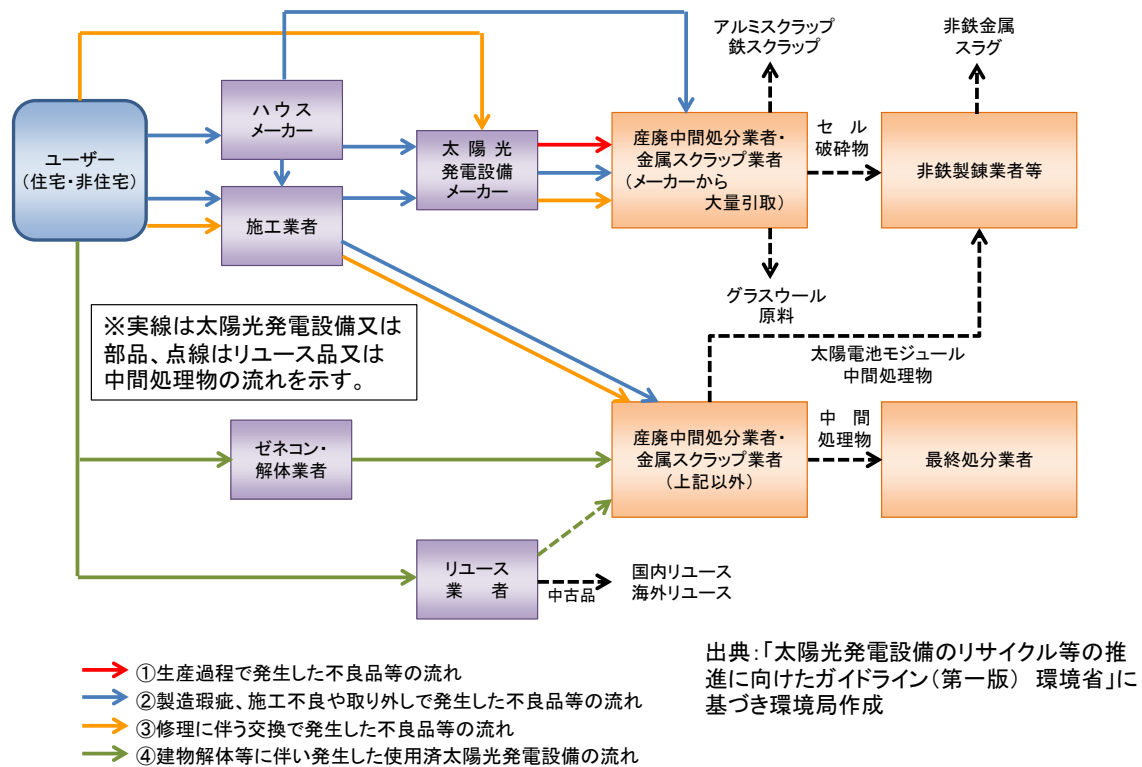 アルミスクラップ
鉄スクラップ
非鉄金属
スラグ
ユーザー
（住宅・非住宅）
ハウス
メーカー
施工業者
太 陽 光
発電設備
メーカー
産廃中間処分業者・
金属スクラップ業者
（メーカーから
大量引取）
セ ル
破砕物
非鉄製錬業者等
グラスウール
原料
※実線は太陽光発電設備又は
部品、点線はリユース品又は
中間処理物の流れを示す。
太陽電池モジュール
中間処理物
ゼネコン・
解体業者
産廃中間処分業者・
金属スクラップ業者
（上記以外）
中 間
処理物
最終処分業者
リユース
業 者
中古品
国内リユース
海外リユース
①生産過程で発生した不良品等の流れ
②製造瑕疵、施工不良や取り外しで発生した不良品等の流れ
③修理に伴う交換で発生した不良品等の流れ
④建物解体等に伴い発生した使用済太陽光発電設備の流れ
出典：「太陽光発電設備のリサイクル等の推
進に向けたガイドライン（第一版） 環境省」に
基づき環境局作成